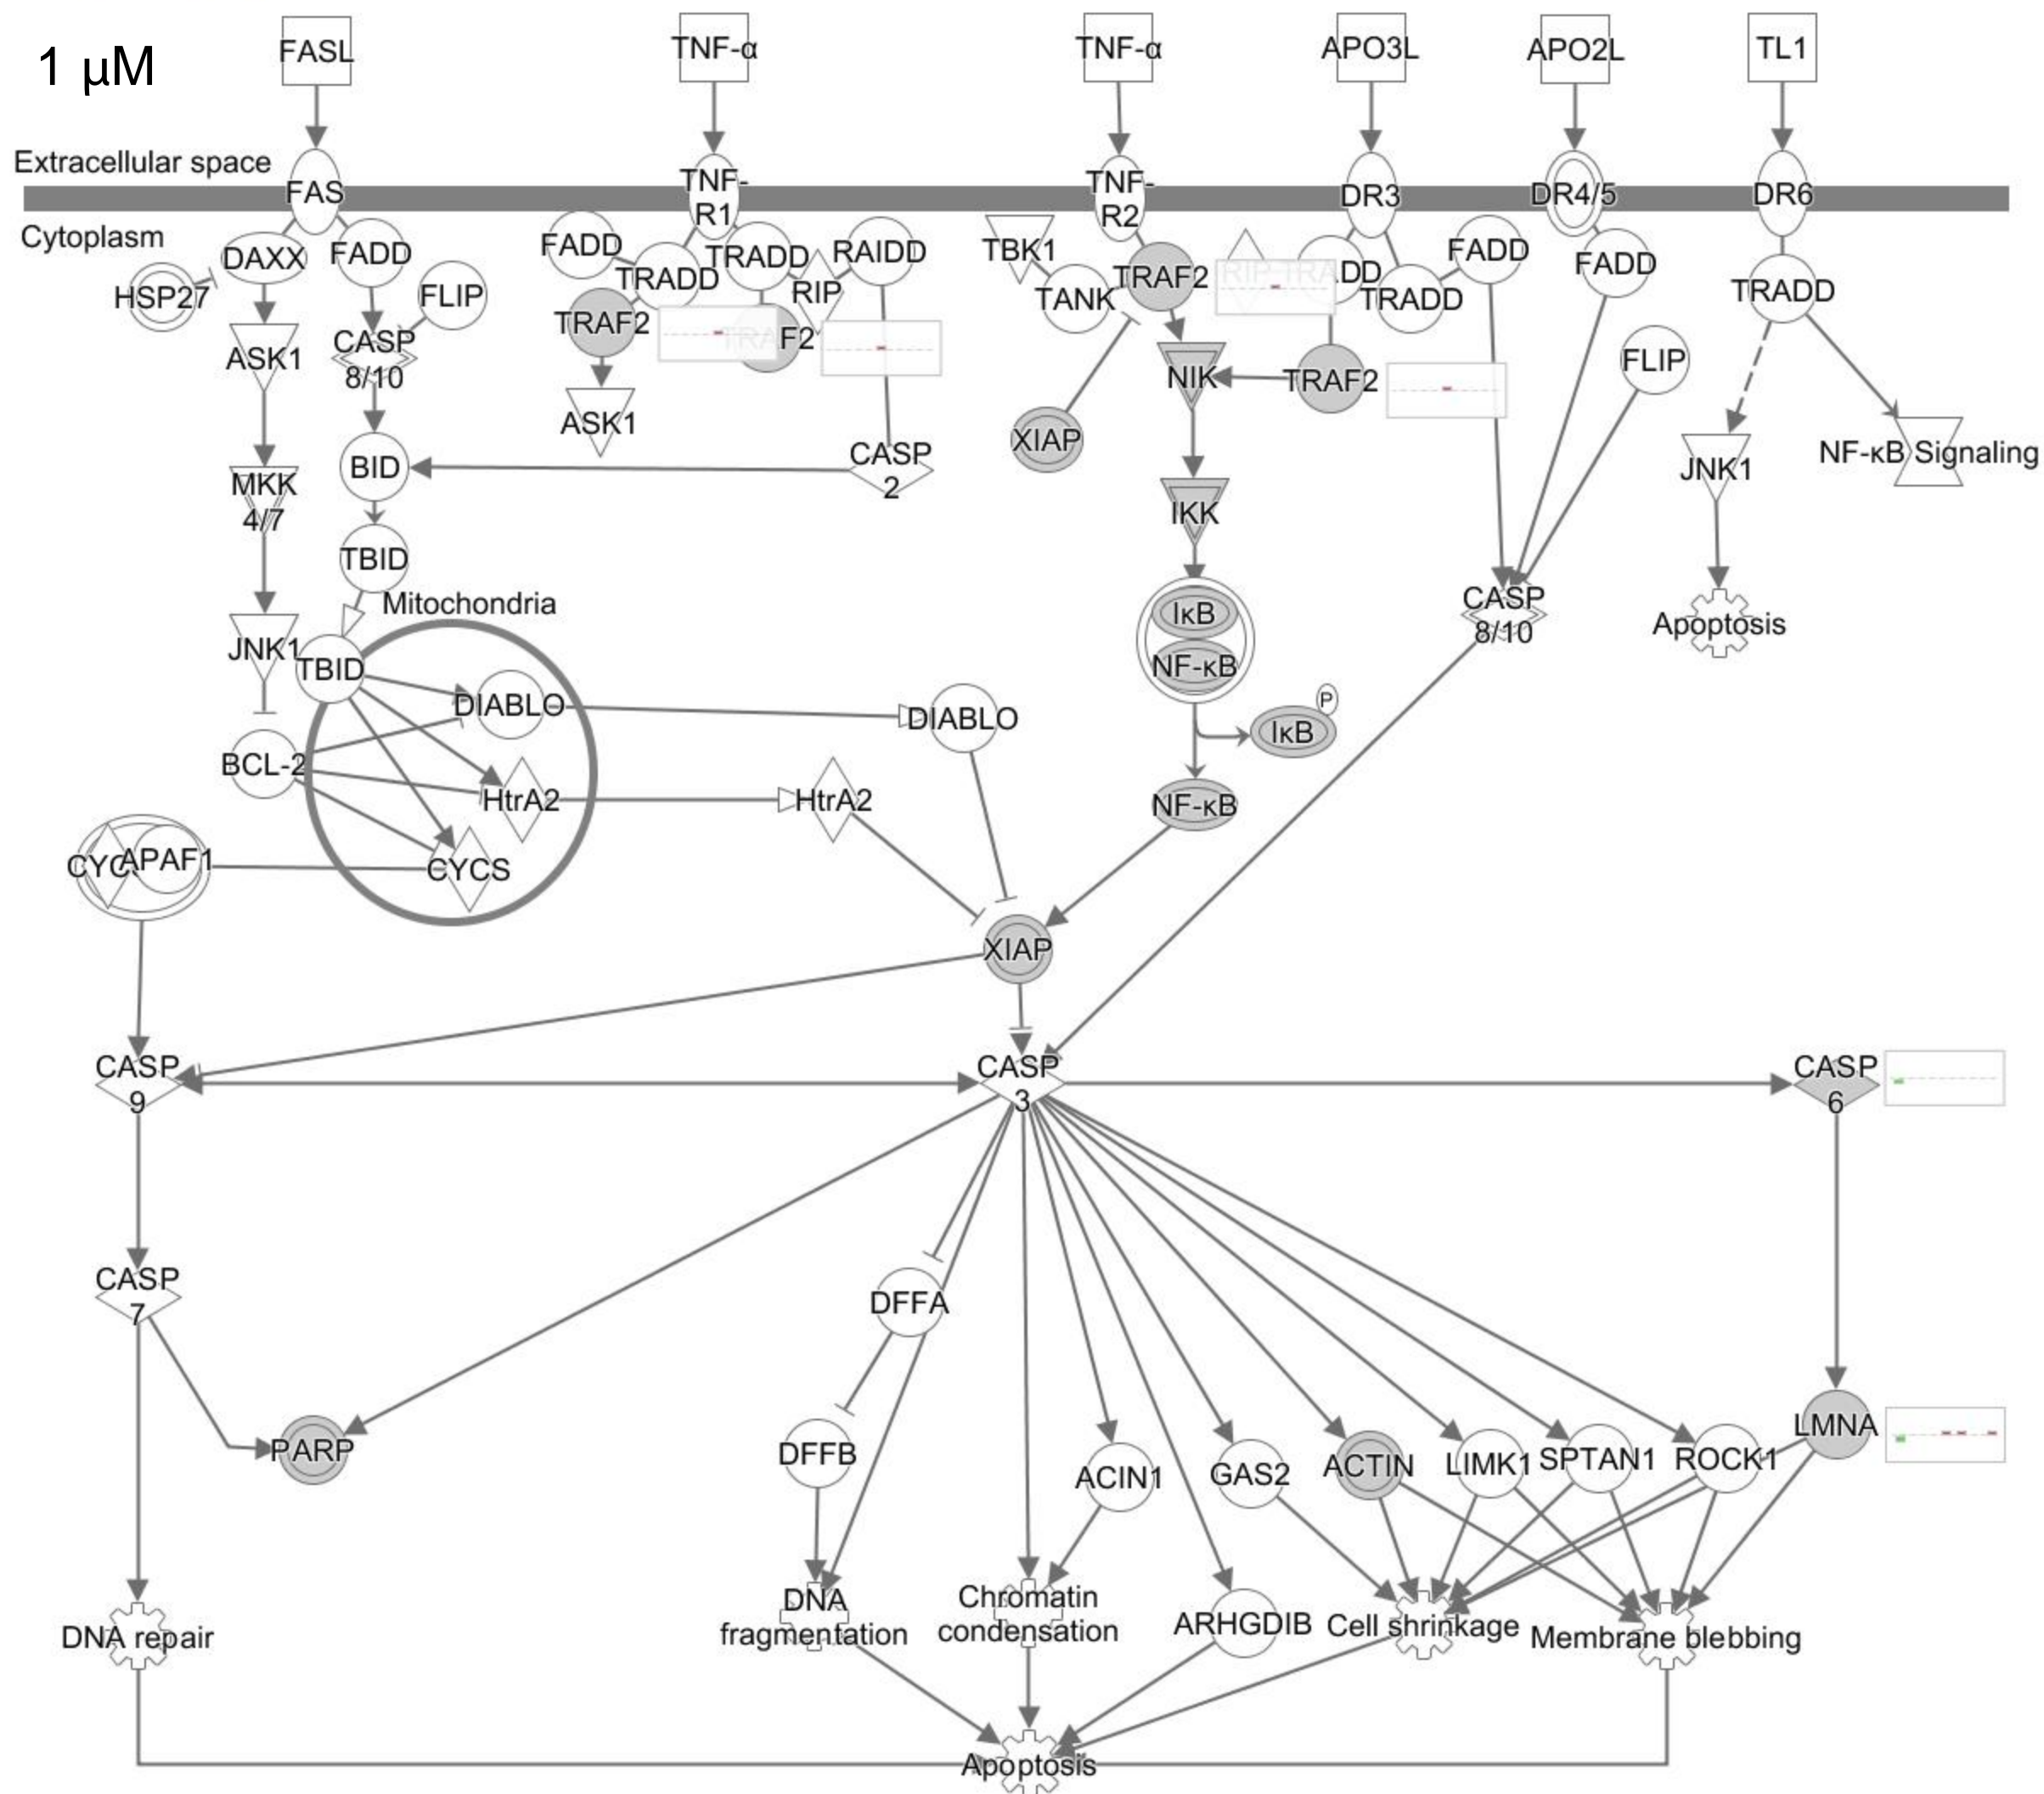 1 µM
FASL
TNF-α
TNF-α
APO3L
APO2L
TL1
Extracellular space
FAS
TNF-
R1
TNF-
R2
DR3
DR4/5
DR6
Cytoplasm
DAXX
FADD
HSP27
FLIP
FADD
TRADD
TRADD
RAIDD
RIP
TRAF2
TRAF2
TBK1
TANK
TRAF2
RIP
TRADD
TRADD
FADD
FADD
TRADD
ASK1
CASP
8/10
ASK1
XIAP
NIK
TRAF2
FLIP
MKK
4/7
BID
CASP
2
IKK
JNK1
NF-κB Signaling
TBID
Mitochondria
JNK1
TBID
IκB
NF-κB
CASP
8/10
Apoptosis
DIABLO
DIABLO
IκB
P
BCL-2
HtrA2
HtrA2
NF-κB
CYC
APAF1
CYCS
XIAP
CASP
9
CASP
3
CASP
6
CASP
7
DFFA
PARP
DFFB
ACIN1
GAS2
ACTIN
LIMK1
SPTAN1
ROCK1
LMNA
DNA repair
DNA
fragmentation
Chromatin
condensation
ARHGDIB
Cell shrinkage
Membrane blebbing
Apoptosis